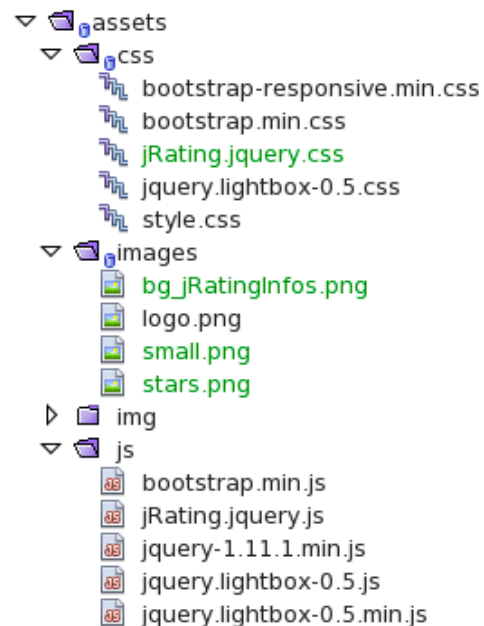 assets
css
bootstrap-responsive.min.css
bootstrap.min.css
jRating.jquery.css
jquery.lightbox-0.5.css
style.css
images
bg_jRatingInfos.png
logo.png
small.png
stars.png
img
js
bootstrap.min.js
jRating.jquery.js
jquery-1.11.1.min.js
jquery.lightbox-0.5.js
jquery.lightbox-0.5.min.js